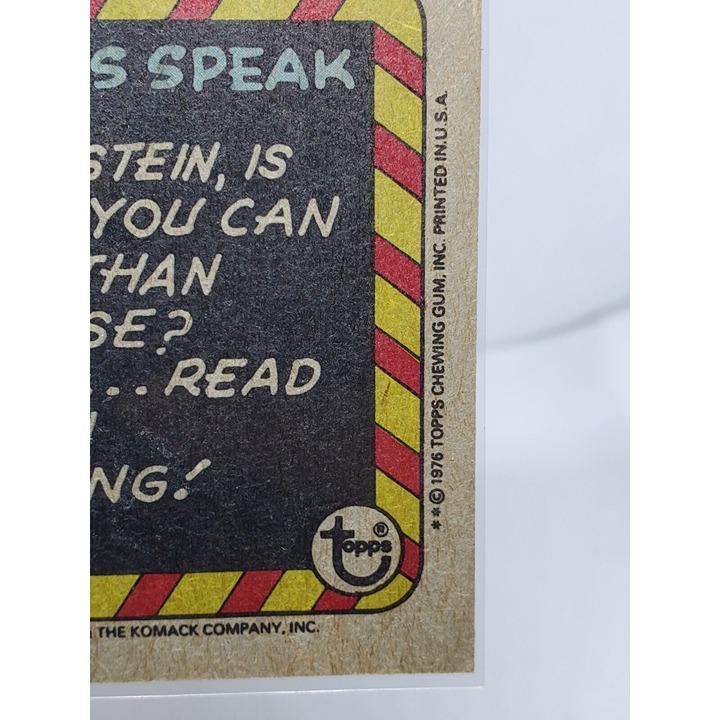 S SPEAK
STEIN, IS
YOU CAN
THAN
SE?
... READ
NG!
topps®
THE KOMACK COMPANY, INC.
**© 1976 TOPPS CHEWING GUM, INC. PRINTED IN U.S.A.